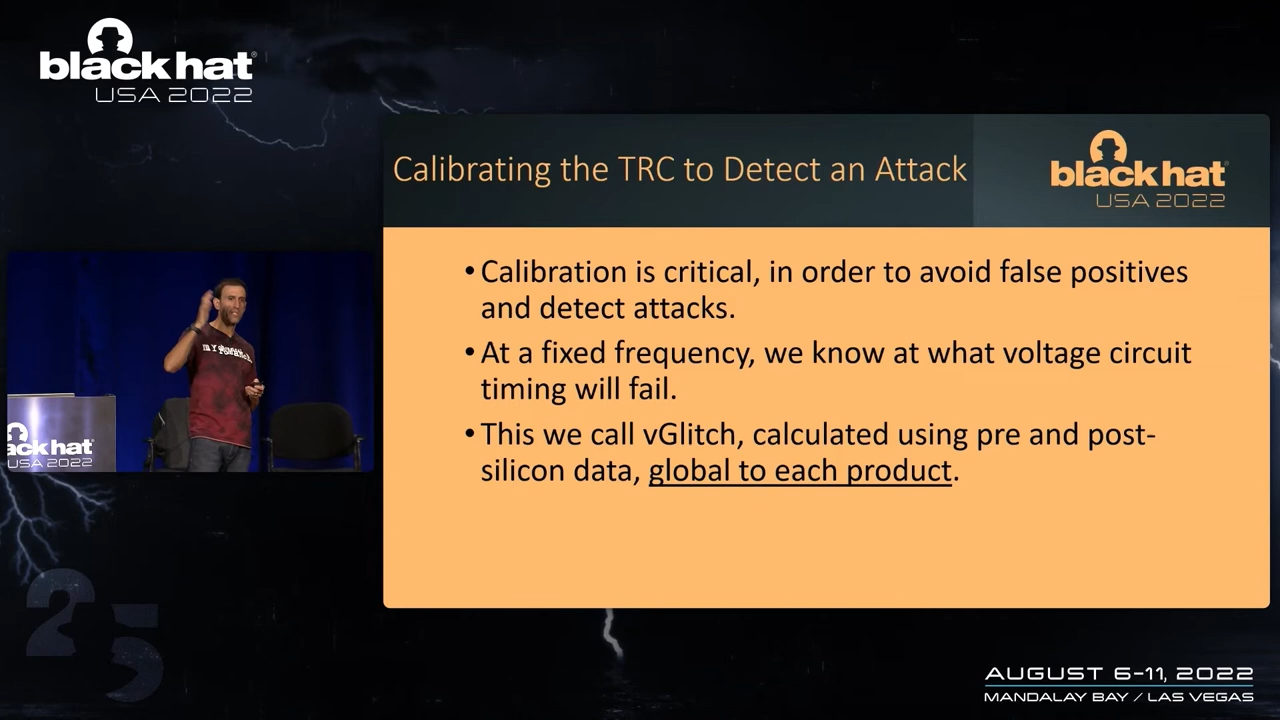 black hat
USA 2022
Calibrating the TRC to Detect an Attack
black hat
USA 2022
• Calibration is critical, in order to avoid false positives
and detect attacks.
• At a fixed frequency, we know at what voltage circuit
timing will fail.
• This we call vGlitch, calculated using pre and post-
silicon data, global to each product.
black hat
USA 2022
25
AUGUST 6-11, 2022
MANDALAY BAY / LAS VEGAS